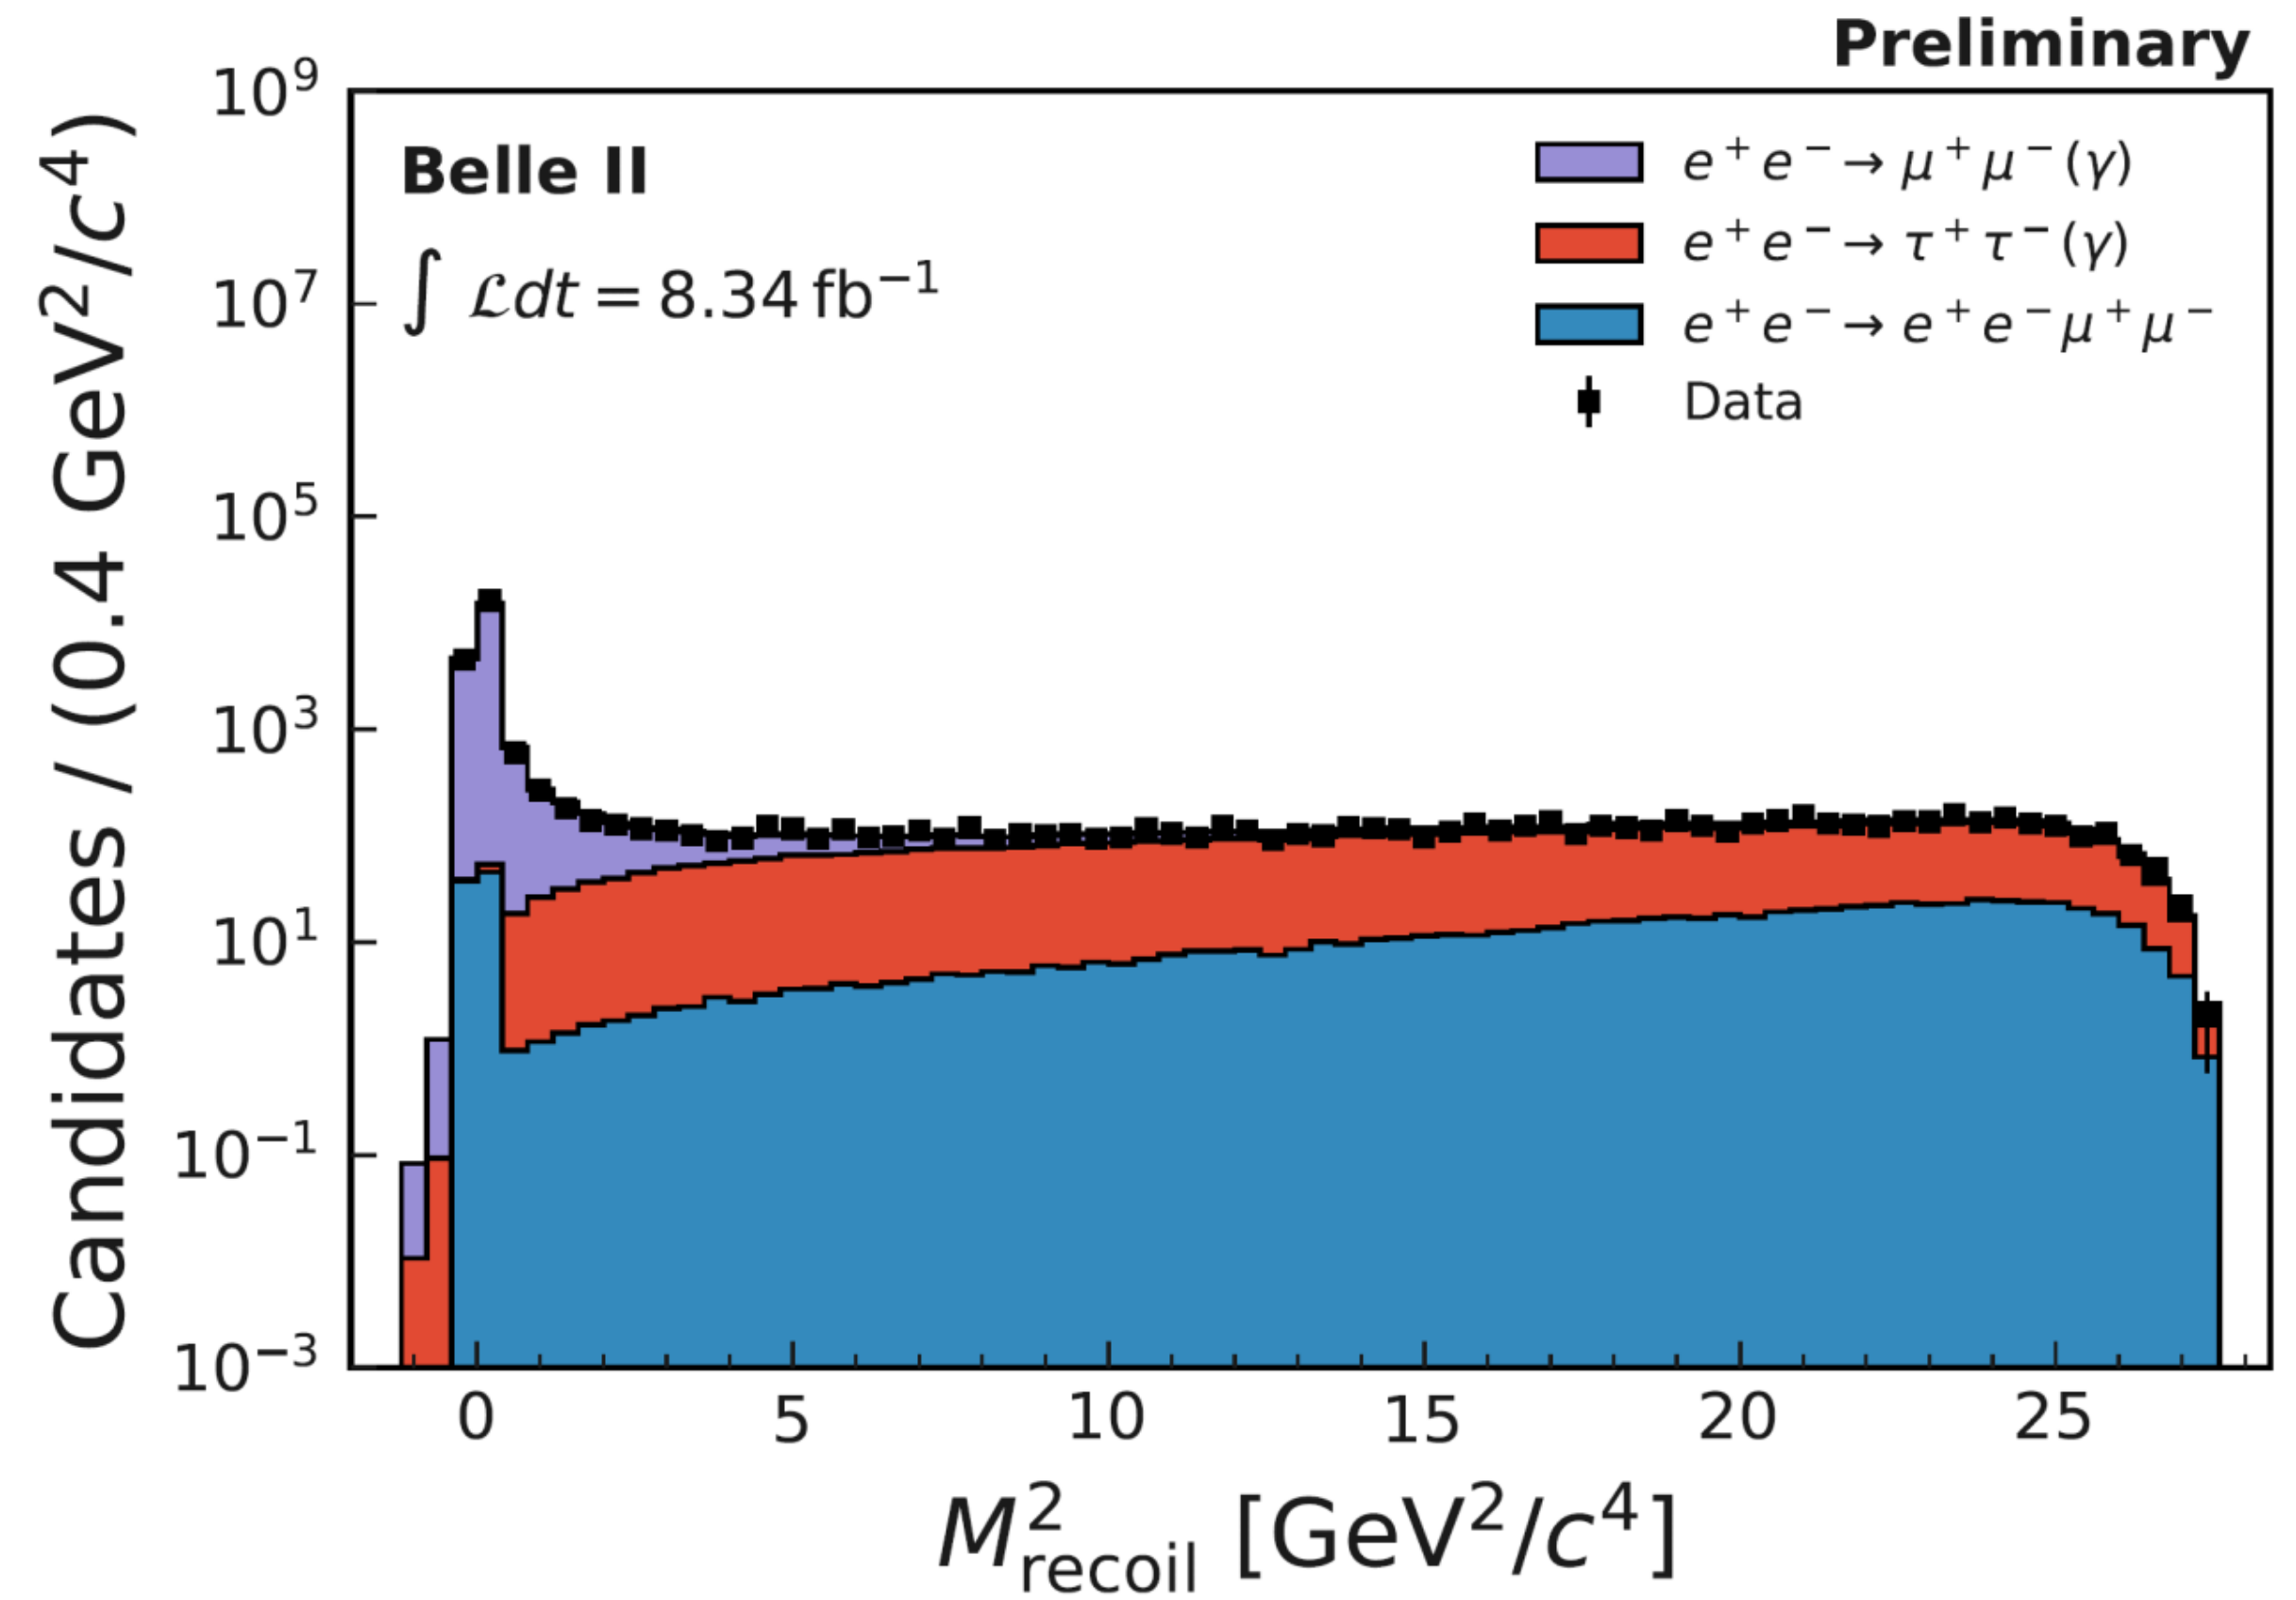 Preliminary
Belle II
∫ ℒdt = 8.34 fb⁻¹
e⁺e⁻→ μ⁺μ⁻(γ)
e⁺e⁻→ τ⁺τ⁻(γ)
e⁺e⁻→ e⁺e⁻μ⁺μ⁻
Data
Candidates / (0.4 GeV²/c⁴)
10⁹
10⁷
10⁵
10³
10¹
10⁻¹
10⁻³
0 5 10 15 20 25
M²recoil [GeV²/c⁴]